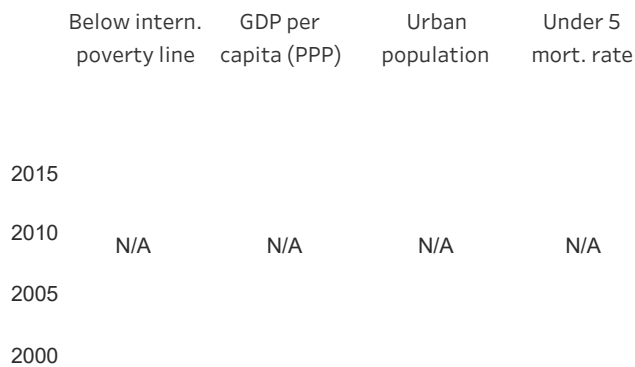 Below intern. GDP per Urban Under 5
poverty line capita (PPP) population mort. rate
2015
2010
N/A N/A N/A N/A
2005
2000